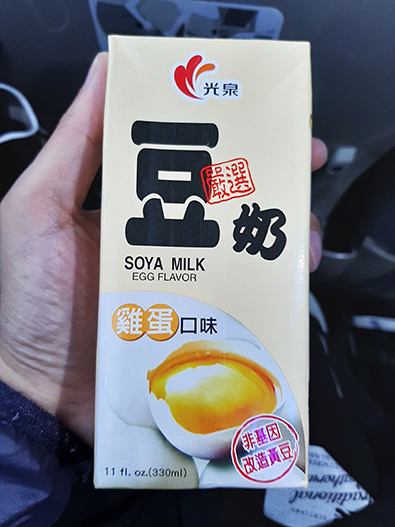 光泉
豆奶
嚴選
SOYA MILK
EGG FLAVOR
雞蛋口味
非基因
改造黃豆
11 fl. oz.(330ml)